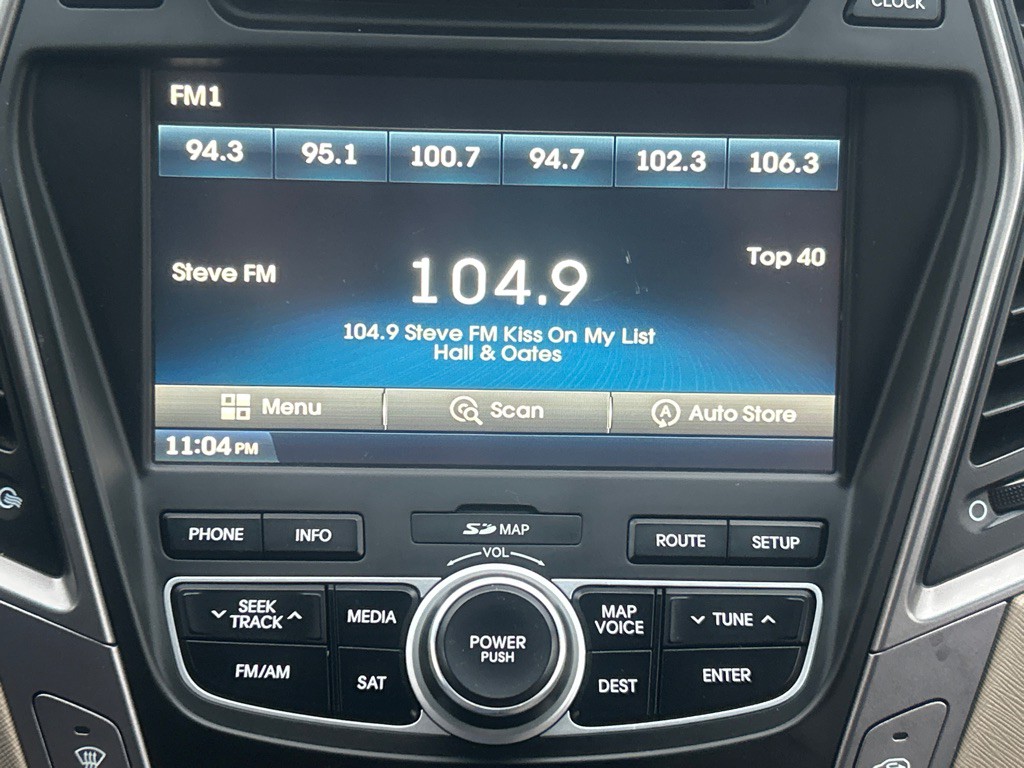 CLOCK
FM1
94.3 95.1 100.7 94.7 102.3 106.3
Steve FM 104.9 Top 40
104.9 Steve FM Kiss On My List
Hall & Oates
Menu Scan Auto Store
11:04 PM
PHONE INFO SD MAP ROUTE SETUP
VOL
SEEK TRACK MEDIA POWER PUSH MAP VOICE TUNE
FM/AM SAT DEST ENTER